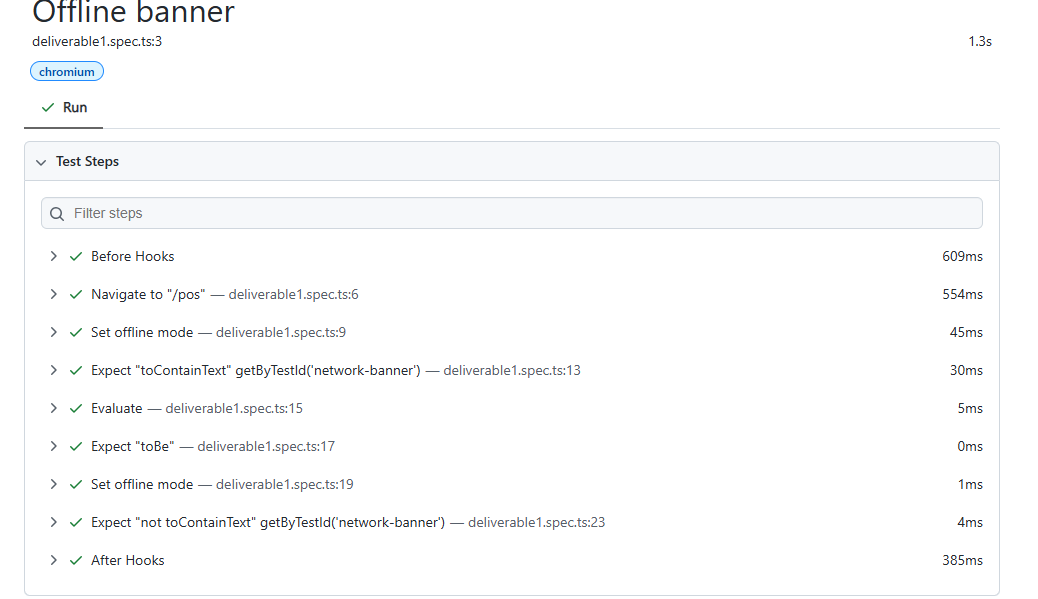 Offline banner
deliverable1.spec.ts:3 1.3s
chromium
Run
Test Steps
Filter steps
Before Hooks 609ms
Navigate to "/pos" — deliverable1.spec.ts:6 554ms
Set offline mode — deliverable1.spec.ts:9 45ms
Expect "toContainText" getByTestId('network-banner') — deliverable1.spec.ts:13 30ms
Evaluate — deliverable1.spec.ts:15 5ms
Expect "toBe" — deliverable1.spec.ts:17 0ms
Set offline mode — deliverable1.spec.ts:19 1ms
Expect "not toContainText" getByTestId('network-banner') — deliverable1.spec.ts:23 4ms
After Hooks 385ms